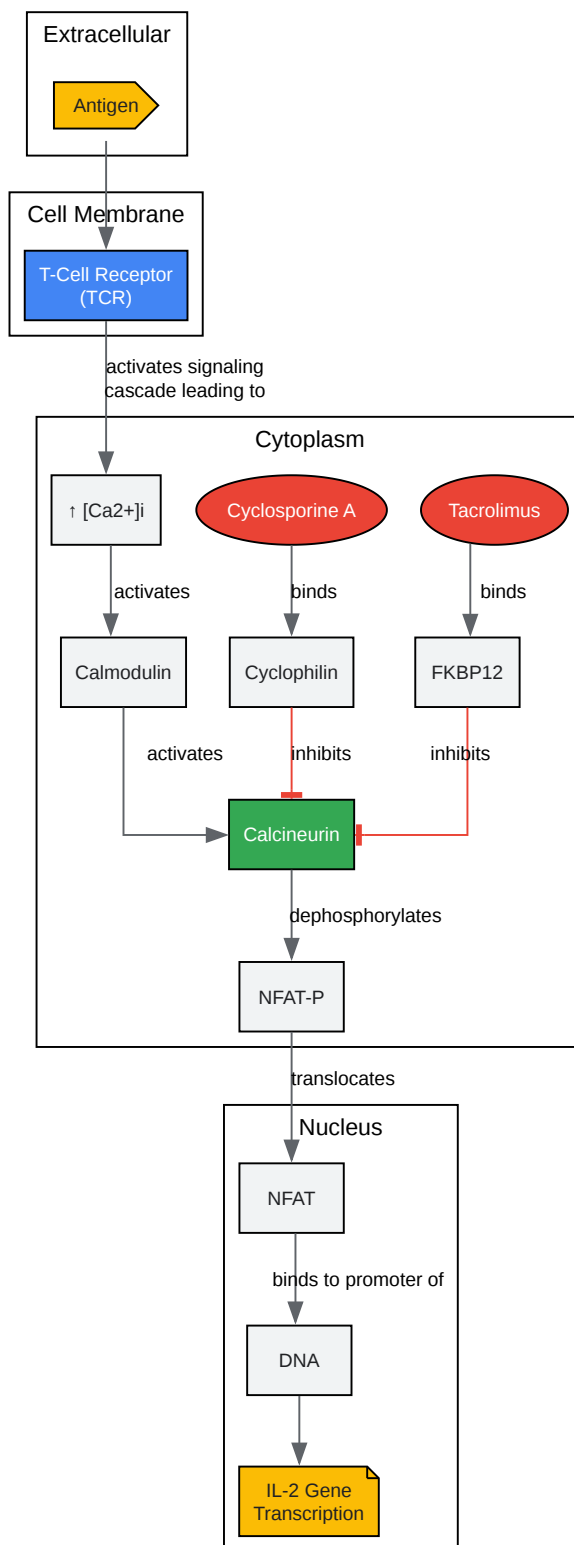 Extracellular
Antigen
Cell Membrane
T-Cell Receptor
(TCR)
activates signaling
cascade leading to
Cytoplasm
↑ [Ca2+]i
Cyclosporine A
Tacrolimus
activates
binds
binds
Calmodulin
Cyclophilin
FKBP12
activates
inhibits
inhibits
Calcineurin
dephosphorylates
NFAT-P
translocates
Nucleus
NFAT
binds to promoter of
DNA
IL-2 Gene
Transcription